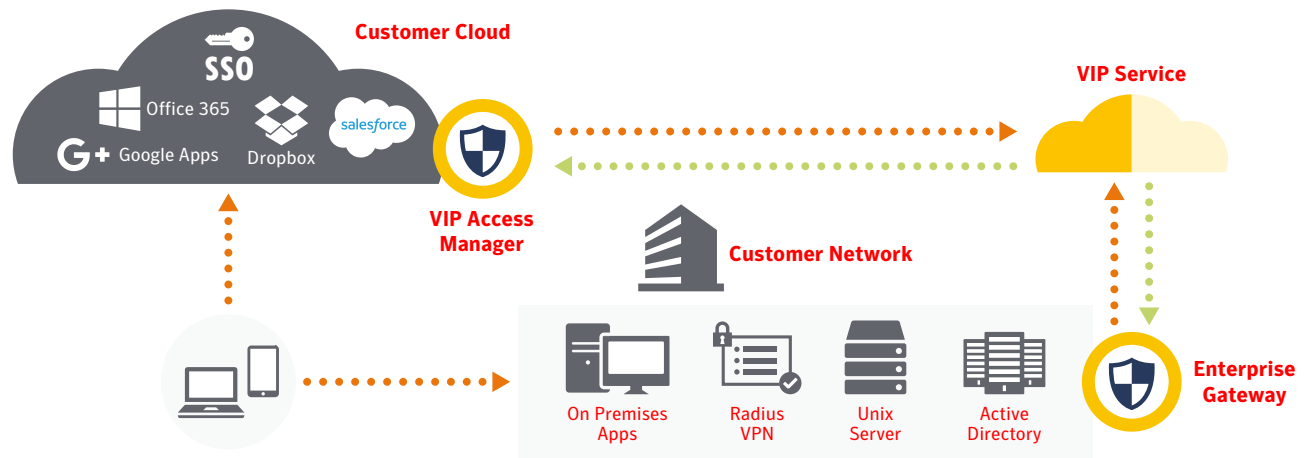 Customer Cloud
SSO
Office 365
salesforce
G+ Google Apps
Dropbox
VIP Access
Manager
VIP Service
Customer Network
On Premises
Apps
Radius
VPN
Unix
Server
Active
Directory
Enterprise
Gateway